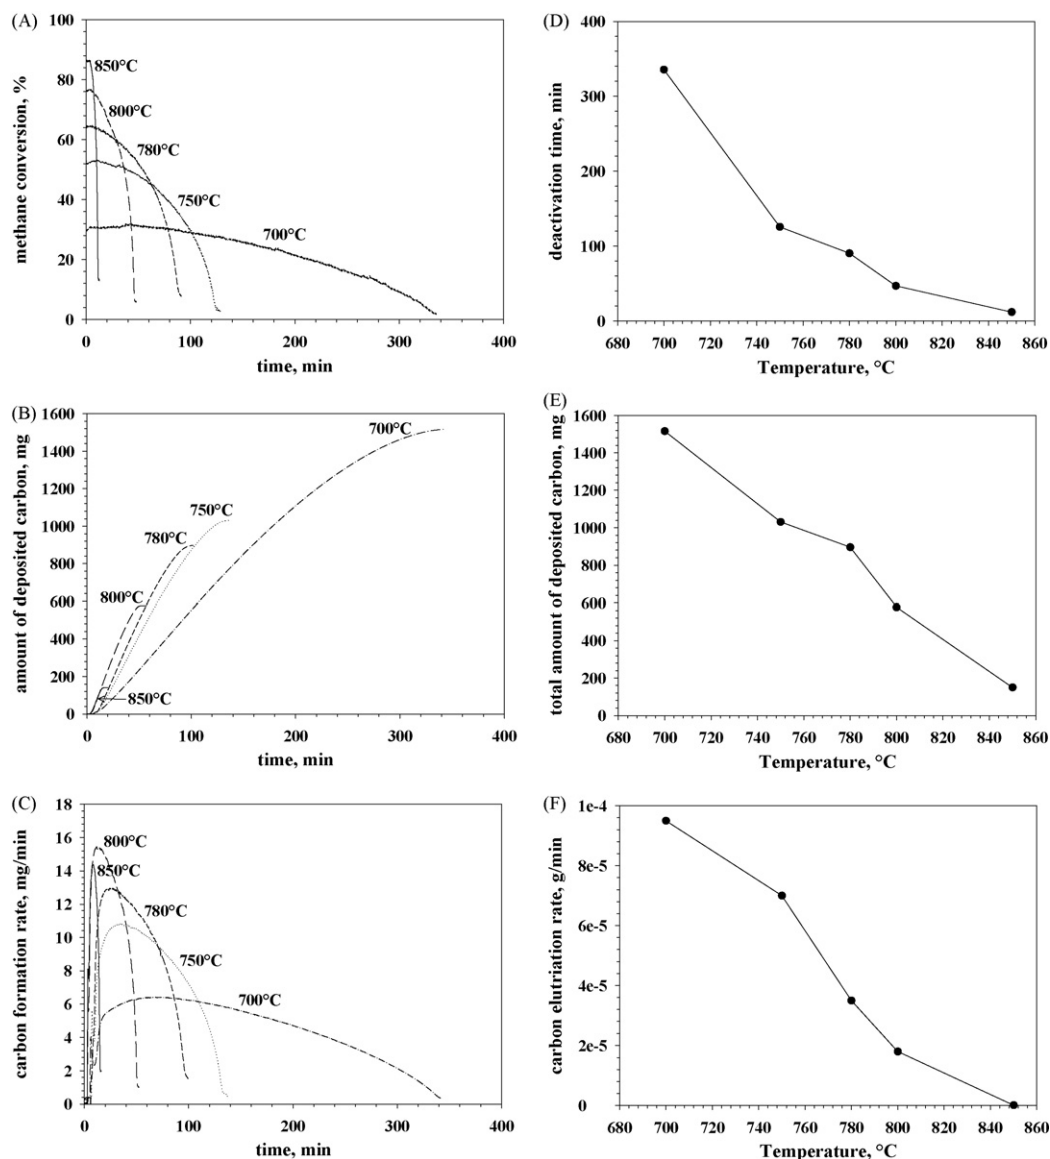 (A)
100
80
60
40
20
0
methane conversion, %
850°C
800°C
780°C
750°C
700°C
0 100 200 300 400
time, min
(D)
400
300
200
100
0
deactivation time, min
680 700 720 740 760 780 800 820 840 860
Temperature, °C
(B)
1600
1400
1200
1000
800
600
400
200
0
amount of deposited carbon, mg
700°C
750°C
780°C
800°C
850°C
0 100 200 300 400
time, min
(E)
1600
1400
1200
1000
800
600
400
200
0
total amount of deposited carbon, mg
680 700 720 740 760 780 800 820 840 860
Temperature, °C
(C)
18
16
14
12
10
8
6
4
2
0
carbon formation rate, mg/min
800°C
850°C
780°C
750°C
700°C
0 100 200 300 400
time, min
(F)
1e-4
8e-5
6e-5
4e-5
2e-5
0
carbon elutriation rate, g/min
680 700 720 740 760 780 800 820 840 860
Temperature, °C